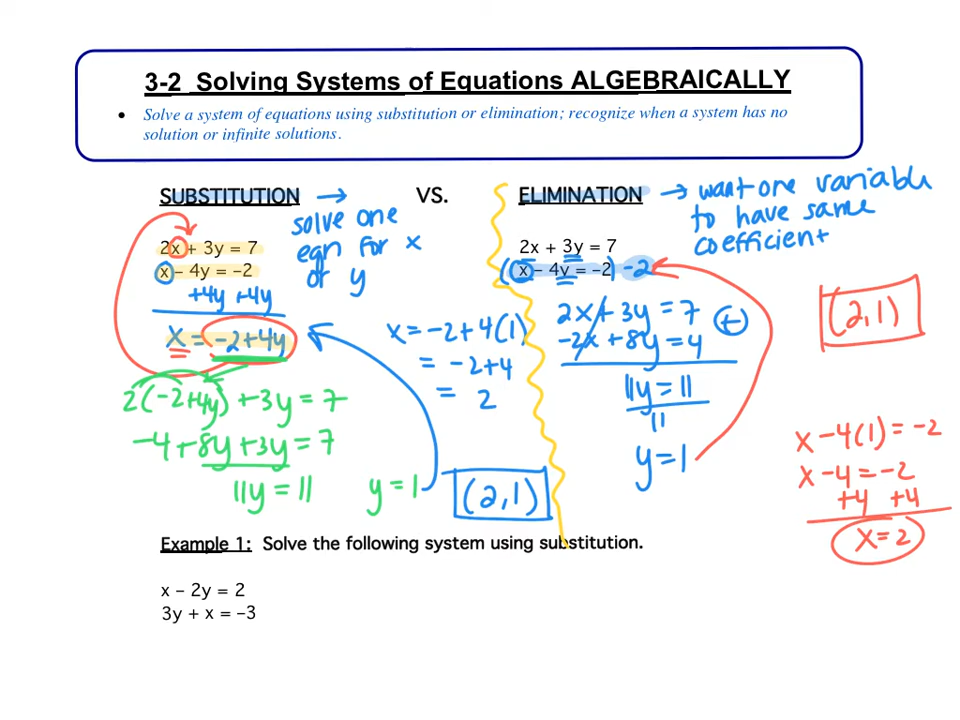 3-2 Solving Systems of Equations ALGEBRAICALLY
• Solve a system of equations using substitution or elimination; recognize when a system has no
solution or infinite solutions.
SUBSTITUTION → VS.
solve one
eqn for x
or y
2x + 3y = 7
x – 4y = –2
+4y +4y
x = -2+4y
2(-2+4y) + 3y = 7
-4+8y+3y = 7
11y = 11
y = 1
x = -2+4(1)
= -2+4
= 2
(2,1)
ELIMINATION → want one variable
to have same
coefficient
2x + 3y = 7
(x – 4y = –2) -2
2x + 3y = 7 (+)
-2x + 8y = 4
11y = 11
11
y = 1
(2,1)
x - 4(1) = -2
x - 4 = -2
+4 +4
x = 2
Example 1: Solve the following system using substitution.
x – 2y = 2
3y + x = –3